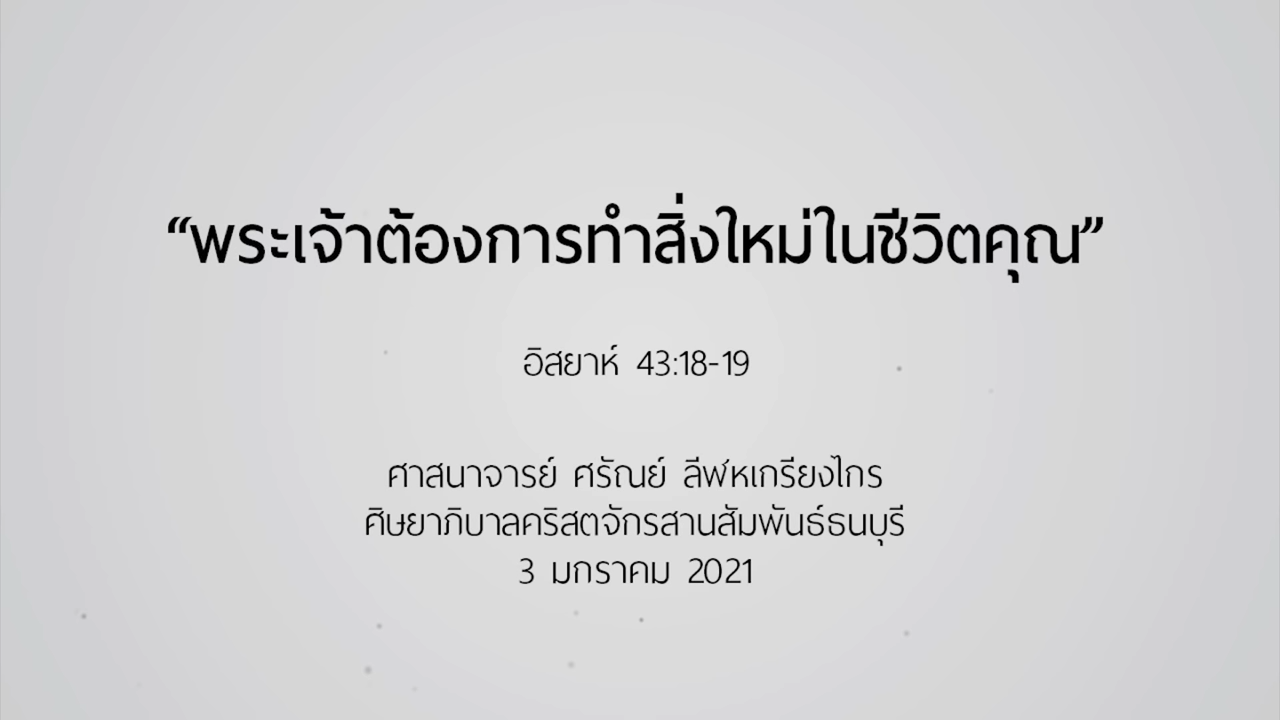 “พระเจ้าต้องการทำสิ่งใหม่ในชีวิตคุณ”
อิสยาห์ 43:18-19
ศาสนาจารย์ ศรัณย์ ลีฬหเกรียงไกร
ศิษยาภิบาลคริสตจักรสานสัมพันธ์ธนบุรี
3 มกราคม 2021